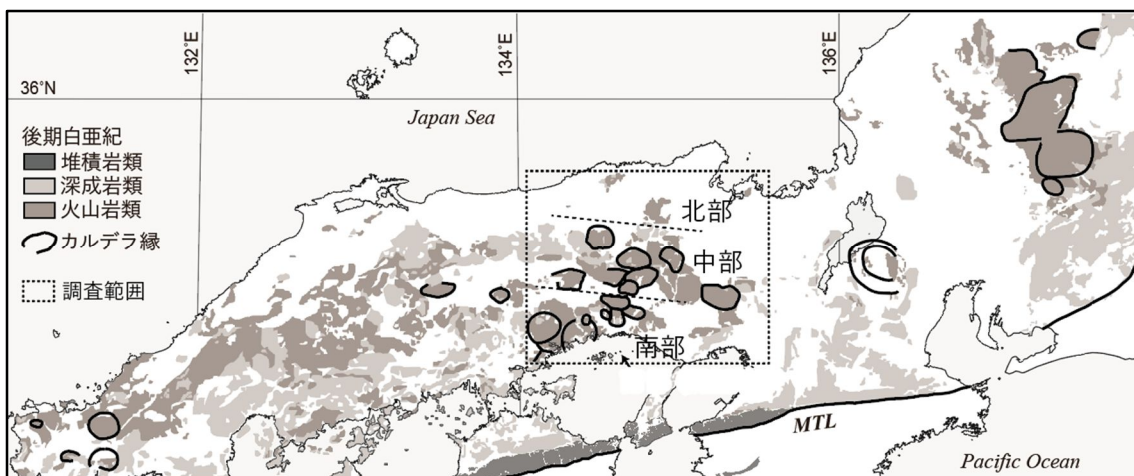 132°E
134°E
136°E
36°N
Japan Sea
後期白亜紀
堆積岩類
深成岩類
火山岩類
カルデラ縁
調査範囲
北部
中部
南部
MTL
Pacific Ocean